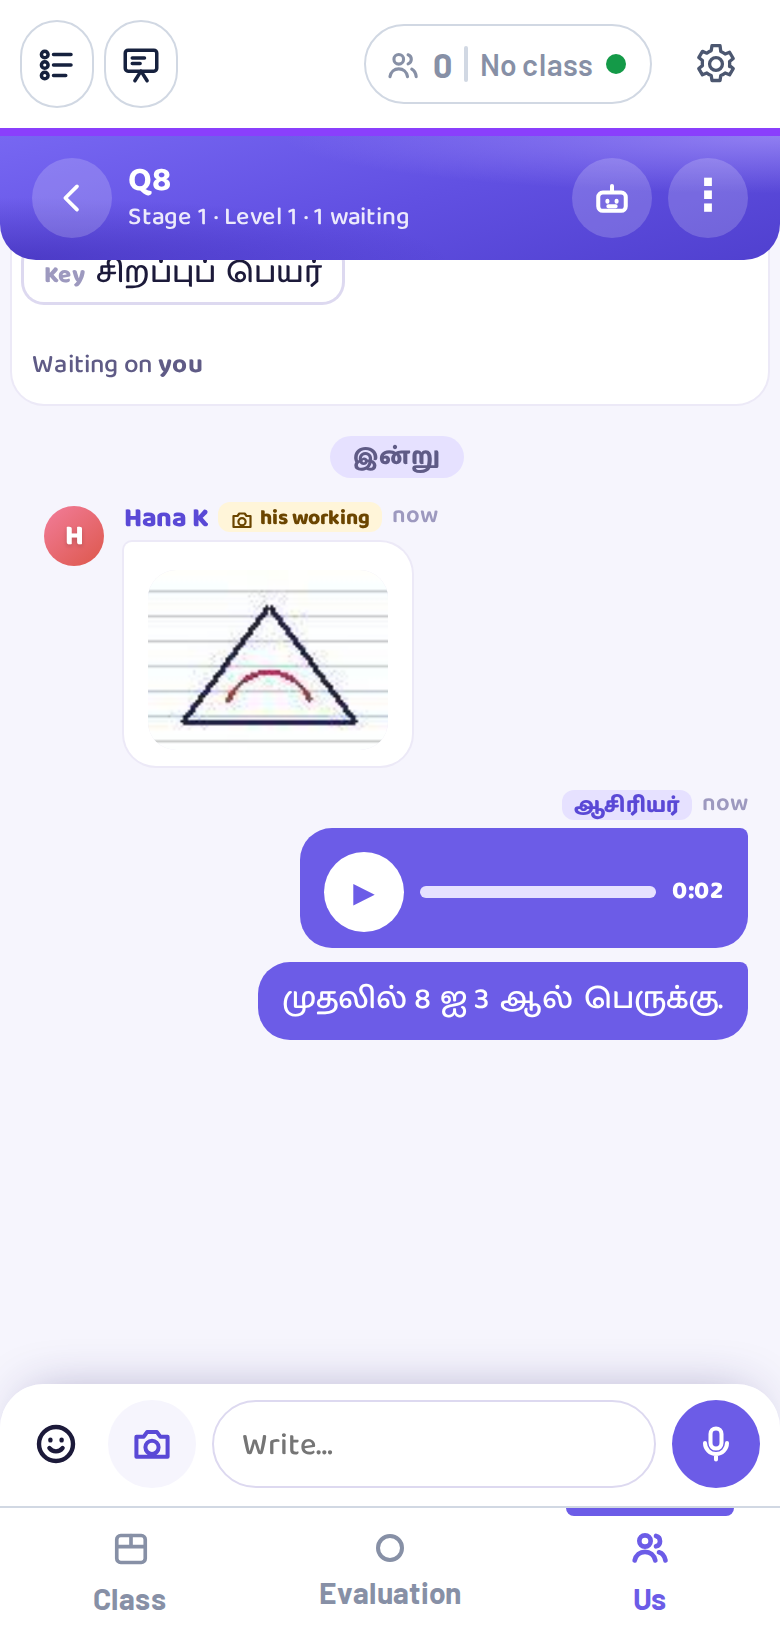 0 | No class
Q8
Stage 1 · Level 1 · 1 waiting
Key சிறப்புப் பெயர்
Waiting on you
இன்று
H
Hana K his working now
ஆசிரியர் now
0:02
முதலில் 8 ஐ 3 ஆல் பெருக்கு.
Write...
Class
Evaluation
Us